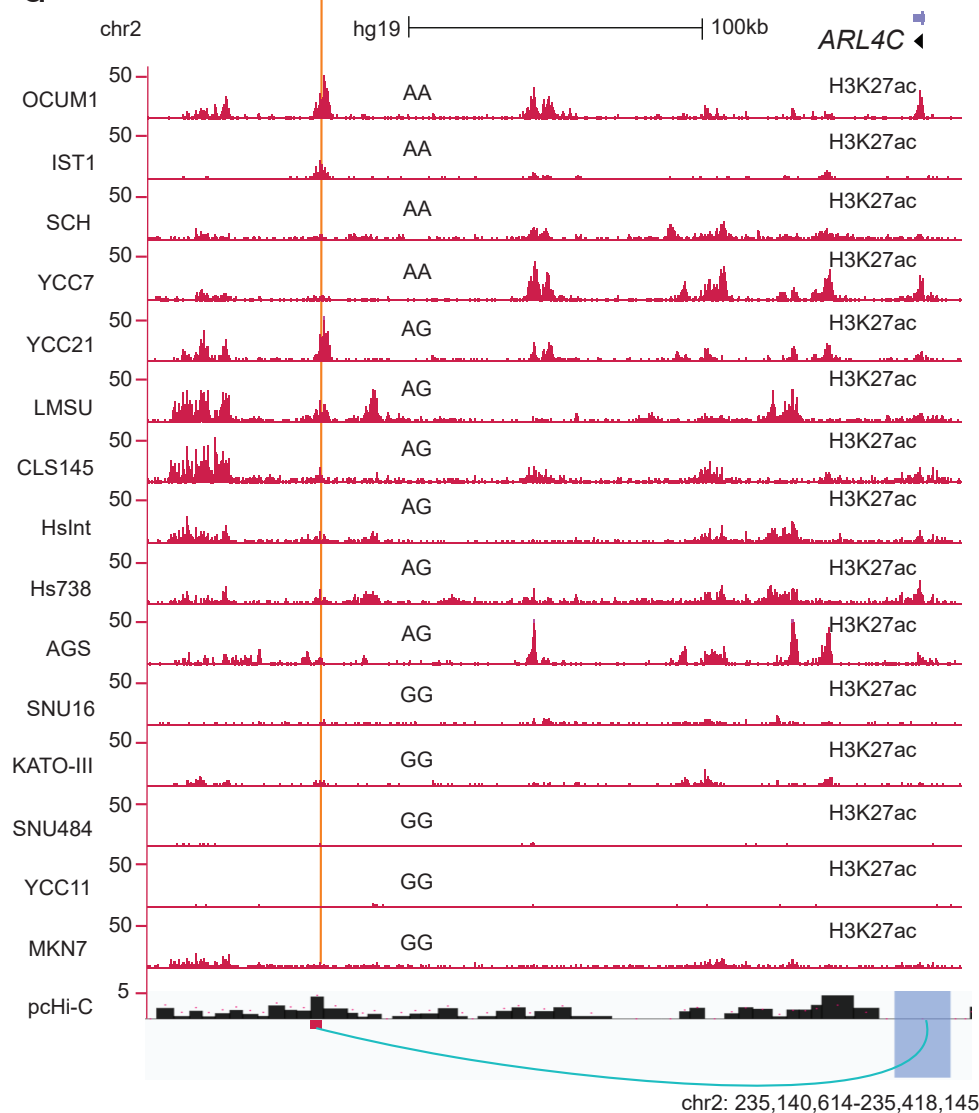 chr2 hg19 100kb
ARL4C
50
OCUM1 AA H3K27ac
50
IST1 AA H3K27ac
50
SCH AA H3K27ac
50
YCC7 AA H3K27ac
50
YCC21 AG H3K27ac
50
LMSU AG H3K27ac
50
CLS145 AG H3K27ac
50
HsInt AG H3K27ac
50
Hs738 AG H3K27ac
50
AGS AG H3K27ac
50
SNU16 GG H3K27ac
50
KATO-III GG H3K27ac
50
SNU484 GG H3K27ac
50
YCC11 GG H3K27ac
50
MKN7 GG H3K27ac
5
pcHi-C
chr2: 235,140,614-235,418,145